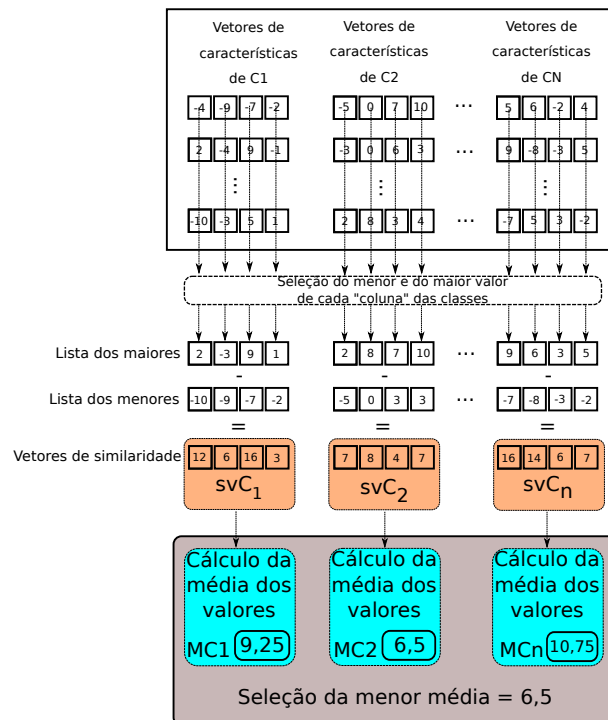 Vetores de Vetores de Vetores de
características características características
de C1 de C2 de CN
-4 -9 -7 -2 -5 0 7 10 ... 5 6 -2 4
2 -4 9 -1 -3 0 6 3 ... 9 -8 -3 5
-10 -3 5 1 2 8 3 4 ... -7 5 3 -2
Seleção do menor e do maior valor
de cada "coluna" das classes
Lista dos maiores 2 -3 9 1 2 8 7 10 ... 9 6 3 5
- - -
Lista dos menores -10 -9 -7 -2 -5 0 3 3 ... -7 -8 -3 -2
= = =
Vetores de similaridade 12 6 16 3 7 8 4 7 16 14 6 7
svC1 svC2 svCn
Cálculo da Cálculo da Cálculo da
média dos média dos média dos
valores valores valores
MC1 9,25 MC2 6,5 MCn 10,75
Seleção da menor média = 6,5